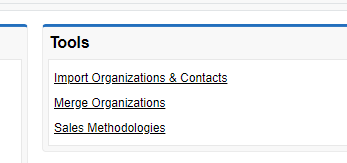 Tools
Import Organizations & Contacts
Merge Organizations
Sales Methodologies